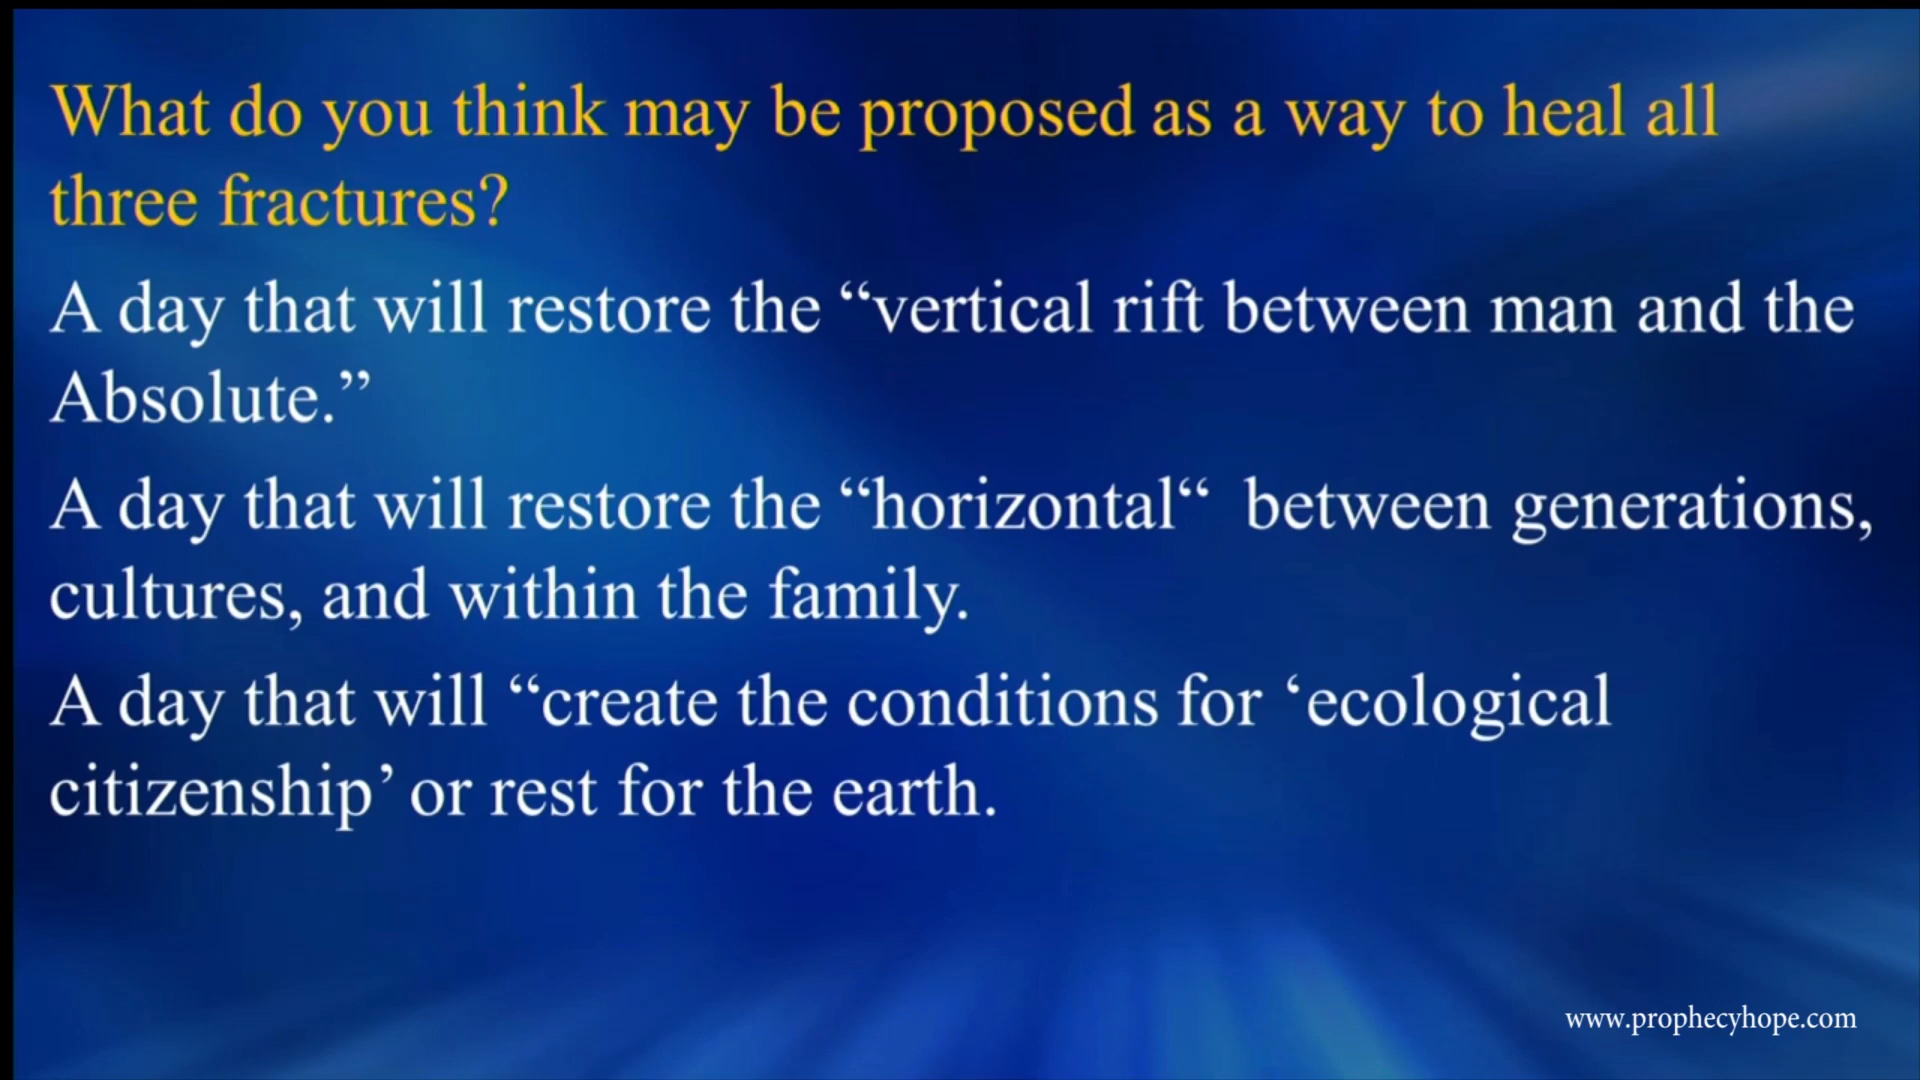 What do you think may be proposed as a way to heal all
three fractures?
A day that will restore the “vertical rift between man and the
Absolute.”
A day that will restore the “horizontal“ between generations,
cultures, and within the family.
A day that will “create the conditions for ‘ecological
citizenship’ or rest for the earth.
www.prophecyhope.com